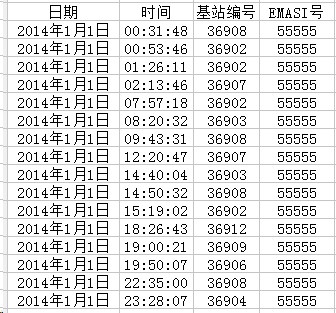 日期 时间 基站编号 EMASI号
2014年1月1日 00:31:48 36908 55555
2014年1月1日 00:53:46 36902 55555
2014年1月1日 01:26:11 36902 55555
2014年1月1日 02:13:46 36907 55555
2014年1月1日 07:57:18 36902 55555
2014年1月1日 08:20:32 36903 55555
2014年1月1日 09:43:31 36908 55555
2014年1月1日 12:20:47 36907 55555
2014年1月1日 14:40:04 36903 55555
2014年1月1日 14:50:32 36908 55555
2014年1月1日 15:19:02 36902 55555
2014年1月1日 18:26:43 36912 55555
2014年1月1日 19:00:21 36909 55555
2014年1月1日 19:50:07 36906 55555
2014年1月1日 22:35:00 36908 55555
2014年1月1日 23:28:07 36904 55555